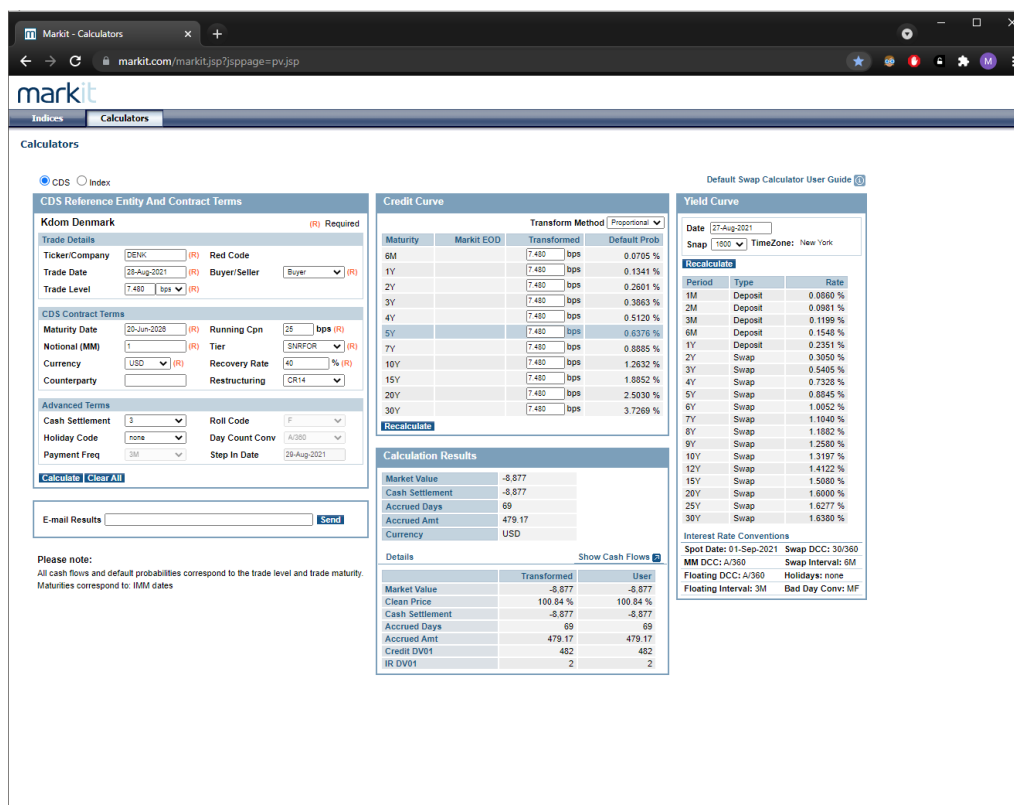 Markit - Calculators
markit.com/markit.jsp?jsppage=pv.jsp
M
markit
Indices Calculators
Calculators
CDS Index
Default Swap Calculator User Guide
CDS Reference Entity And Contract Terms
Kdom Denmark (R) Required
Trade Details
Ticker/Company DENK (R) Red Code
Trade Date 28-Aug-2021 (R) Buyer/Seller Buyer (R)
Trade Level 7.480 bps (R)
CDS Contract Terms
Maturity Date 20-Jun-2026 (R) Running Cpn 25 bps (R)
Notional (MM) 1 (R) Tier SNRFOR (R)
Currency USD (R) Recovery Rate 40 % (R)
Counterparty Restructuring CR14
Advanced Terms
Cash Settlement 3 Roll Code F
Holiday Code none Day Count Conv A/360
Payment Freq 3M Step In Date 29-Aug-2021
Calculate Clear All
E-mail Results Send
Please note:
All cash flows and default probabilities correspond to the trade level and trade maturity.
Maturities correspond to: IMM dates
Credit Curve
Transform Method Proportional
Maturity Markit EOD Transformed Default Prob
6M 7.480 bps 0.0705 %
1Y 7.480 bps 0.1341 %
2Y 7.480 bps 0.2601 %
3Y 7.480 bps 0.3863 %
4Y 7.480 bps 0.5120 %
5Y 7.480 bps 0.6376 %
7Y 7.480 bps 0.8885 %
10Y 7.480 bps 1.2632 %
15Y 7.480 bps 1.8852 %
20Y 7.480 bps 2.5030 %
30Y 7.480 bps 3.7269 %
Recalculate
Calculation Results
Market Value -8,877
Cash Settlement -8,877
Accrued Days 69
Accrued Amt 479.17
Currency USD
Details Show Cash Flows
Transformed User
Market Value -8,877 -8,877
Clean Price 100.84 % 100.84 %
Cash Settlement -8,877 -8,877
Accrued Days 69 69
Accrued Amt 479.17 479.17
Credit DV01 482 482
IR DV01 2 2
Yield Curve
Date 27-Aug-2021
Snap 1600 TimeZone: New York
Recalculate
Period Type Rate
1M Deposit 0.0860 %
2M Deposit 0.0981 %
3M Deposit 0.1199 %
6M Deposit 0.1548 %
1Y Deposit 0.2351 %
2Y Swap 0.3050 %
3Y Swap 0.5405 %
4Y Swap 0.7328 %
5Y Swap 0.8845 %
6Y Swap 1.0052 %
7Y Swap 1.1040 %
8Y Swap 1.1882 %
9Y Swap 1.2580 %
10Y Swap 1.3197 %
12Y Swap 1.4122 %
15Y Swap 1.5080 %
20Y Swap 1.6000 %
25Y Swap 1.6277 %
30Y Swap 1.6380 %
Interest Rate Conventions
Spot Date: 01-Sep-2021 Swap DCC: 30/360
MM DCC: A/360 Swap Interval: 6M
Floating DCC: A/360 Holidays: none
Floating Interval: 3M Bad Day Conv: MF